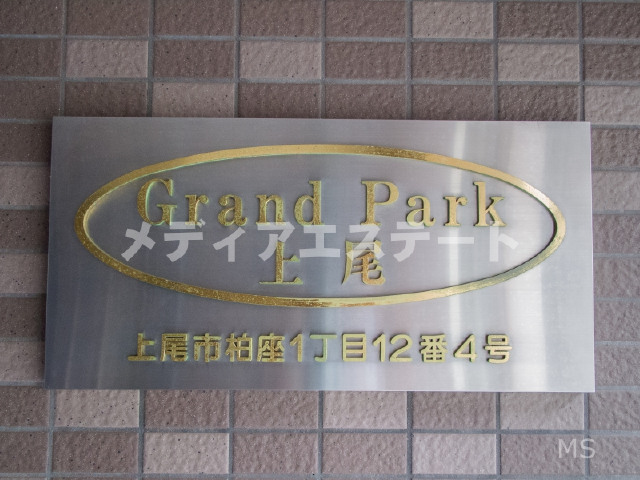 Grand Park
メディアエステート
上尾
上尾市柏座1丁目12番4号
MS